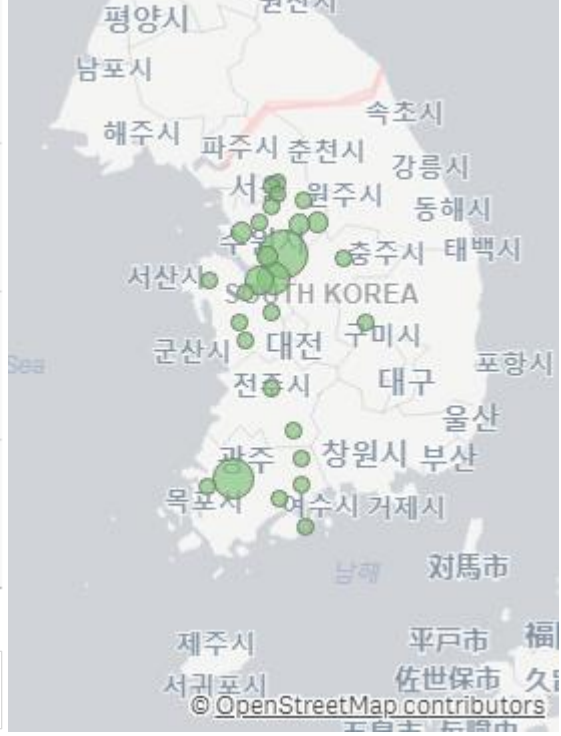 원산시
평양시
남포시
속초시
해주시
파주시
춘천시
강릉시
원주시
동해시
충주시
태백시
서산시
SOUTH KOREA
군산시
대전
구미시
Sea
포항시
전주시
대구
울산
광주
창원시
부산
목포시
여수시
거제시
남해
対馬市
제주시
平戸市
서귀포시
佐世保市
© OpenStreetMap contributors